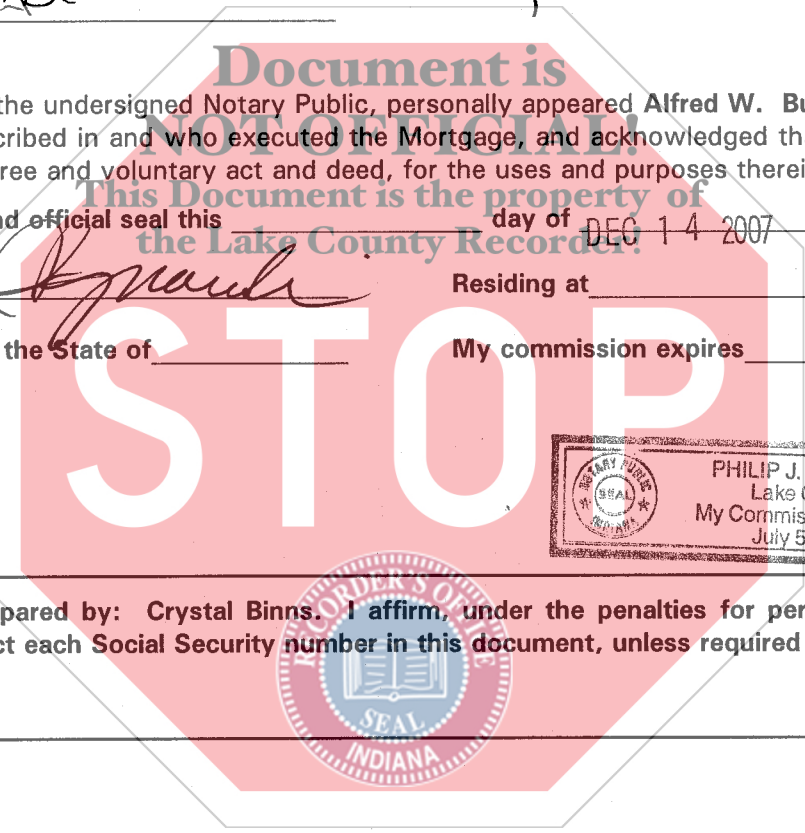 Document is
the undersigned Notary Public, personally appeared Alfred W. Bu
NOT OFFICIAL!
cribed in and who executed the Mortgage, and acknowledged th
ree and voluntary act and deed, for the uses and purposes therei
This Document is the property of
nd official seal this day of DEC 14 2007
the Lake County Recorder!
Residing at
STOP
the State of My commission expires
NOTARY PUBLIC
SEAL
INDIANA
PHILIP J.
Lake
My Commis
July 5
pared by: Crystal Binns. I affirm, under the penalties for per
ct each Social Security number in this document, unless required
RECORDER'S OFFICE
SEAL
INDIANA